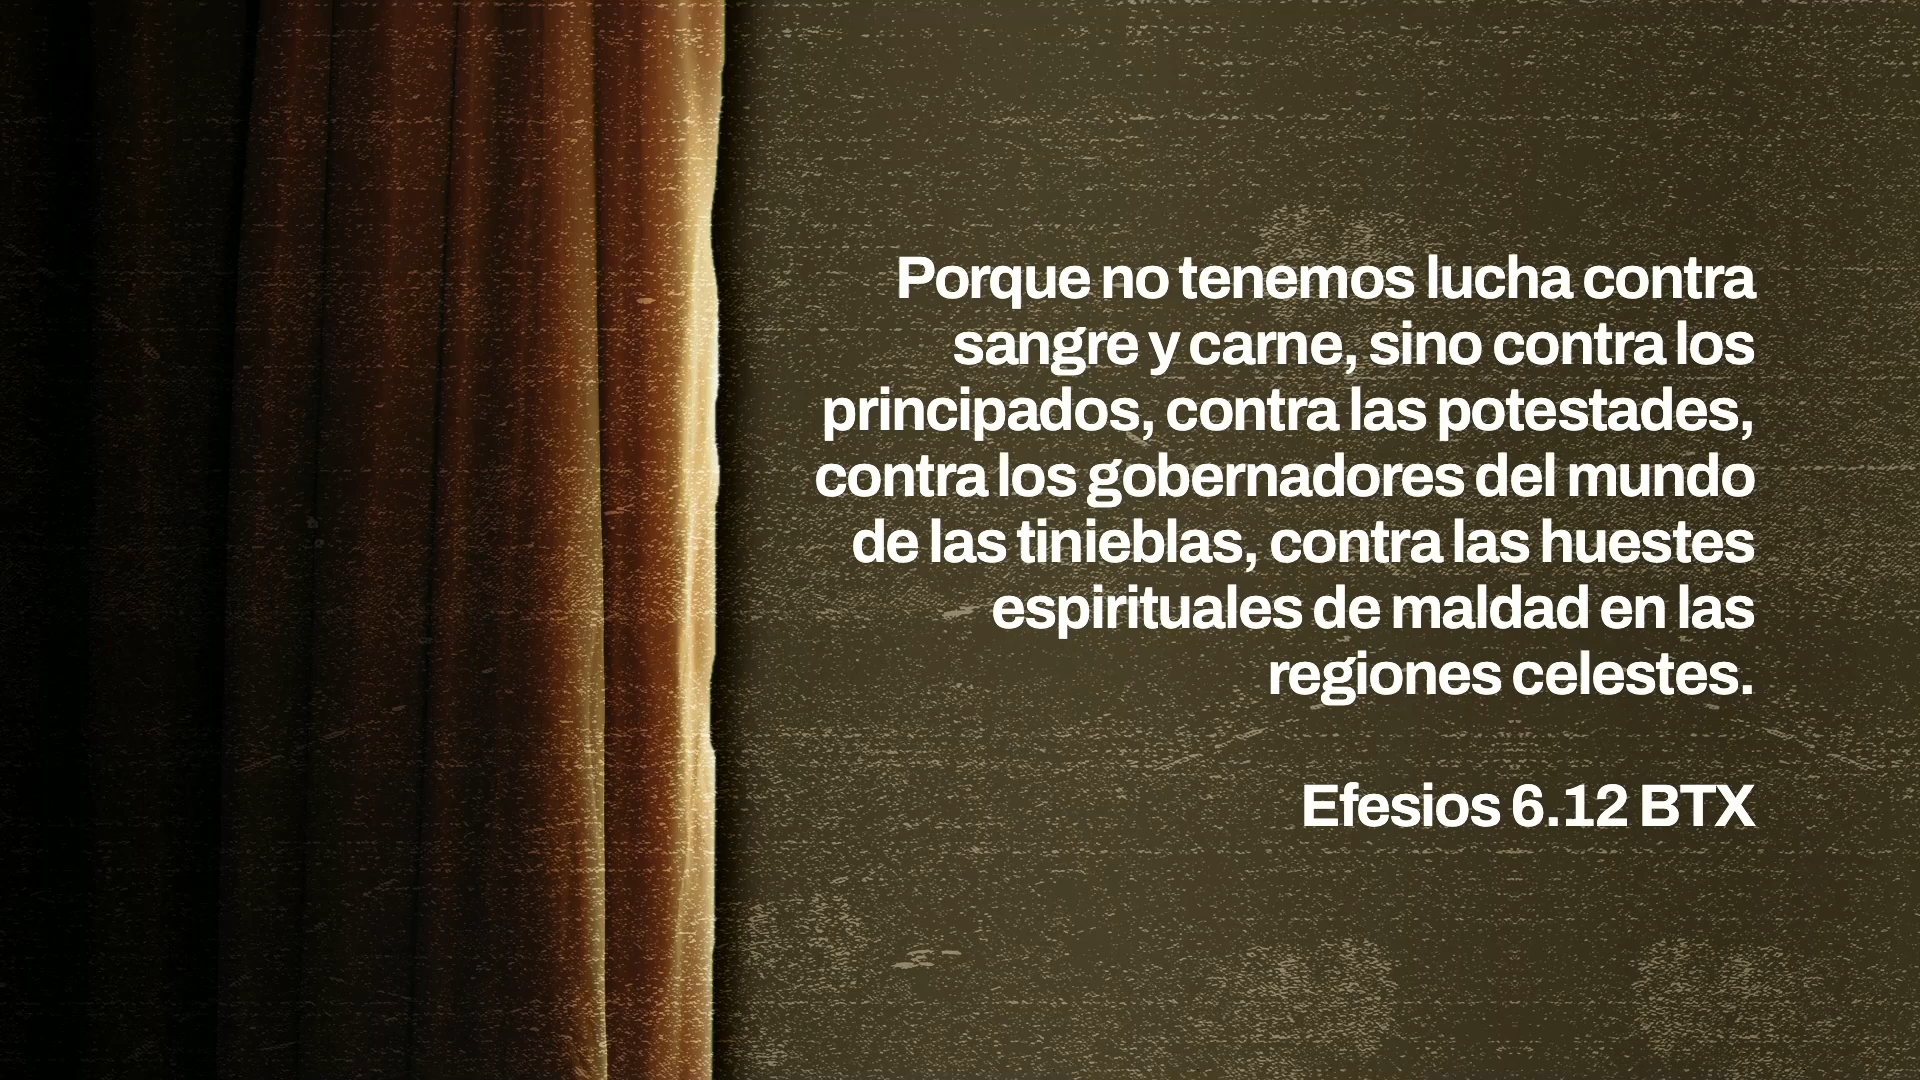 Porque no tenemos lucha contra
sangre y carne, sino contra los
principados, contra las potestades,
contra los gobernadores del mundo
de las tinieblas, contra las huestes
espirituales de maldad en las
regiones celestes.
Efesios 6.12 BTX